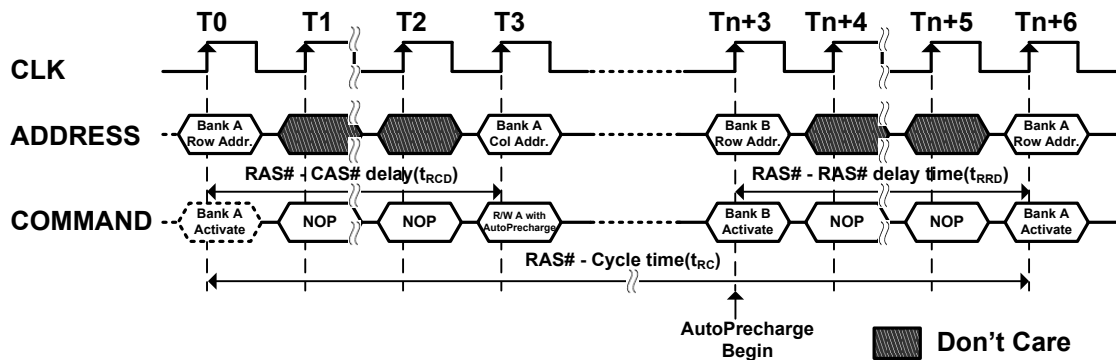 T0 T1 T2 T3 Tn+3 Tn+4 Tn+5 Tn+6
CLK
ADDRESS
Bank A
Row Addr.
Bank A
Col Addr.
Bank B
Row Addr.
Bank A
Row Addr.
RAS# - CAS# delay(tRCD)
RAS# - RAS# delay time(tRRD)
COMMAND
Bank A
Activate
NOP
NOP
R/W A with
AutoPrecharge
Bank B
Activate
NOP
NOP
Bank A
Activate
RAS# - Cycle time(tRC)
AutoPrecharge
Begin
Don't Care